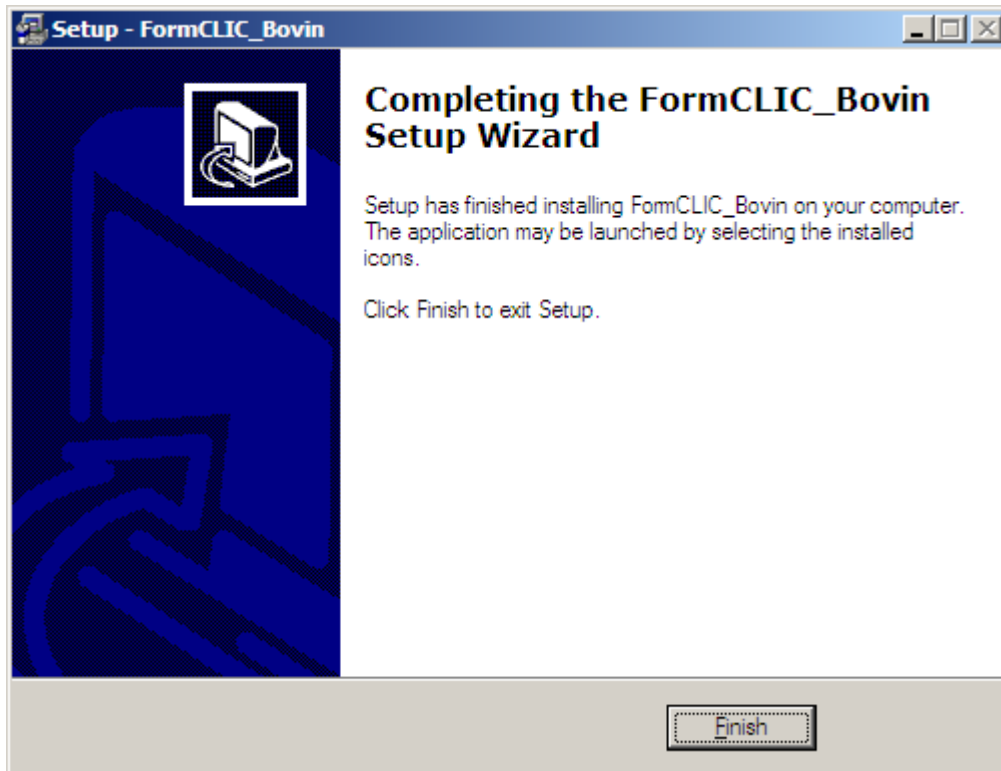 Setup - FormCLIC_Bovin
Completing the FormCLIC_Bovin
Setup Wizard
Setup has finished installing FormCLIC_Bovin on your computer.
The application may be launched by selecting the installed
icons.
Click Finish to exit Setup.
Finish